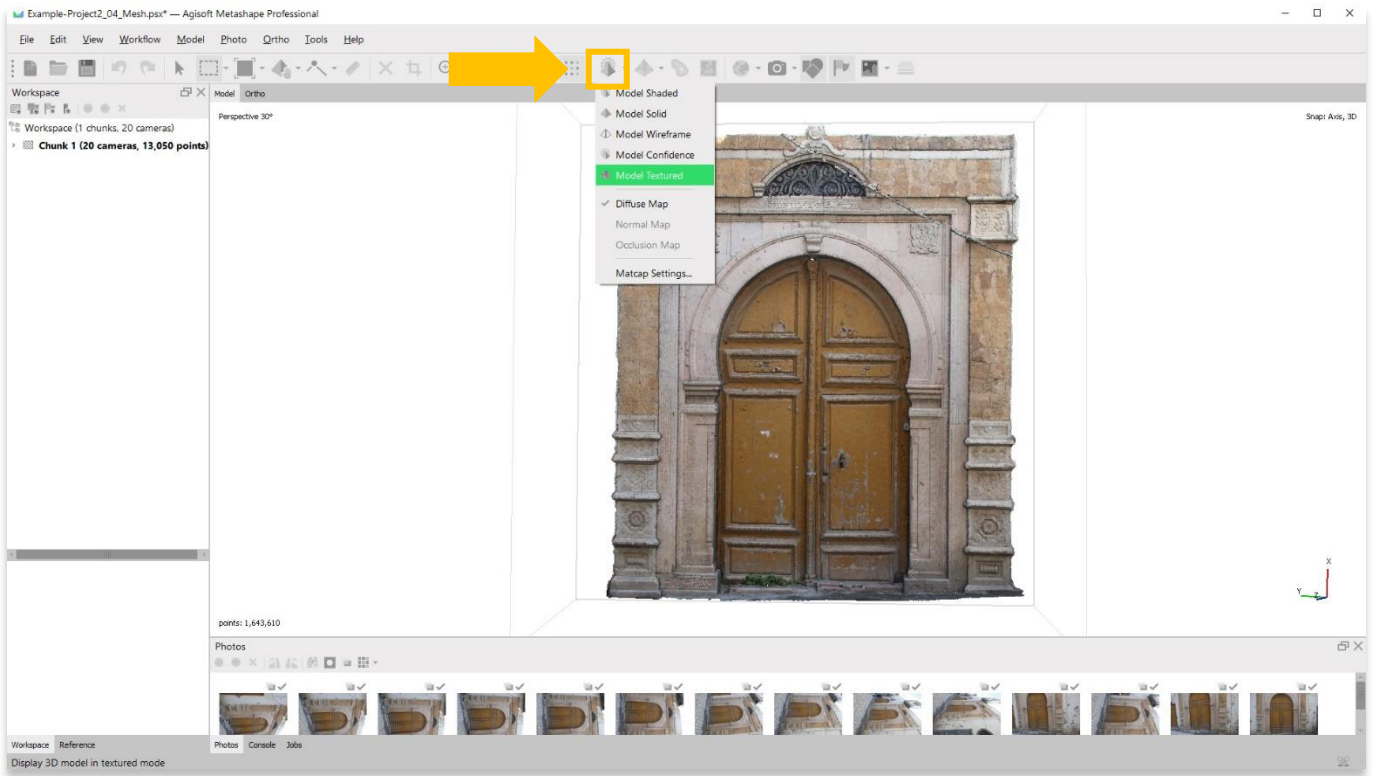 Example-Project2_04_Mesh.psx* — Agisoft Metashape Professional
File Edit View Workflow Model Photo Ortho Tools Help
Workspace
Workspace (1 chunks, 20 cameras)
Chunk 1 (20 cameras, 13,050 points)
Model Ortho
Perspective 30°
Snap: Axis, 3D
Model Shaded
Model Solid
Model Wireframe
Model Confidence
Model Textured
Diffuse Map
Normal Map
Occlusion Map
Matcap Settings...
X
Y
Z
points: 1,643,610
Photos
Workspace Reference
Photos Console Jobs
Display 3D model in textured mode